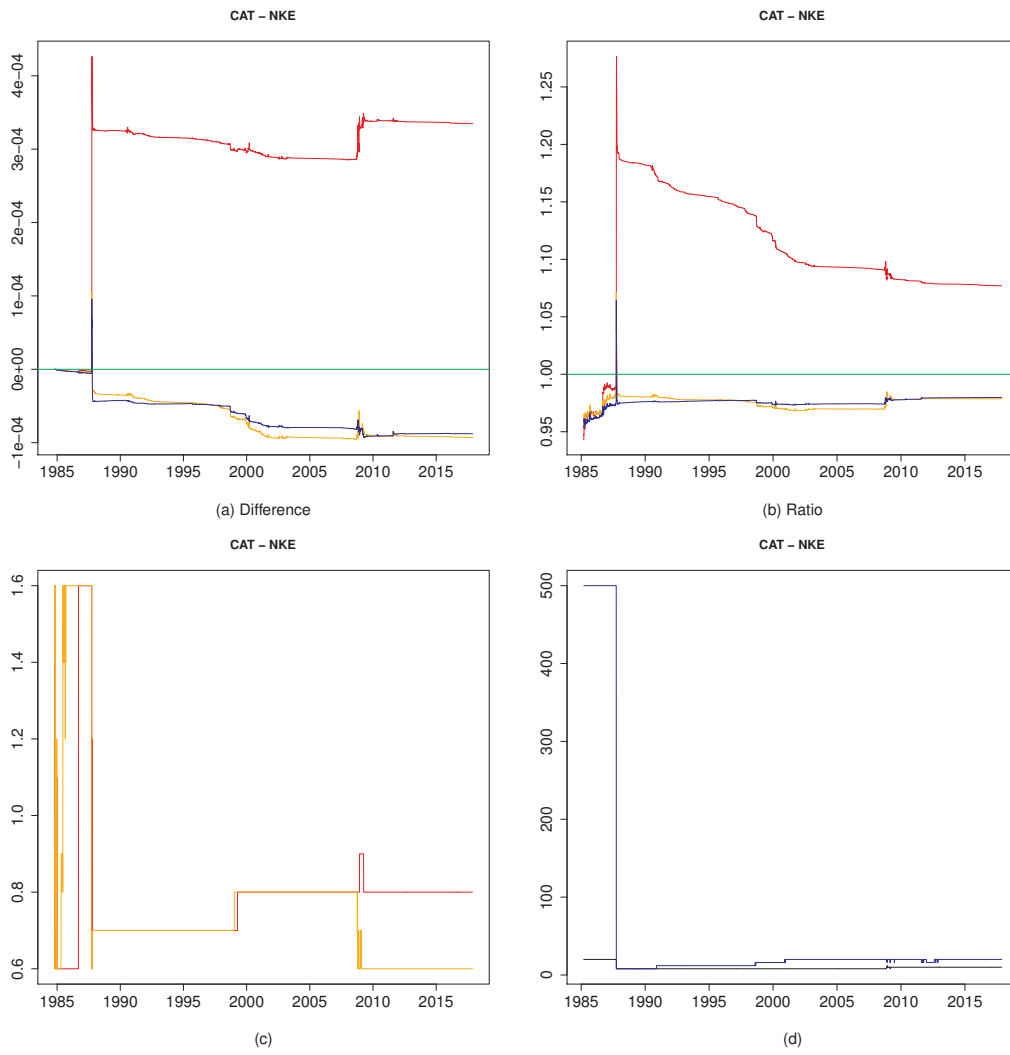 CAT − NKE
4e−04
3e−04
2e−04
1e−04
0e+00
−1e−04
1985 1990 1995 2000 2005 2010 2015
(a) Difference
CAT − NKE
1.25
1.20
1.15
1.10
1.05
1.00
0.95
1985 1990 1995 2000 2005 2010 2015
(b) Ratio
CAT − NKE
1.6
1.4
1.2
1.0
0.8
0.6
1985 1990 1995 2000 2005 2010 2015
(c)
CAT − NKE
500
400
300
200
100
0
1985 1990 1995 2000 2005 2010 2015
(d)